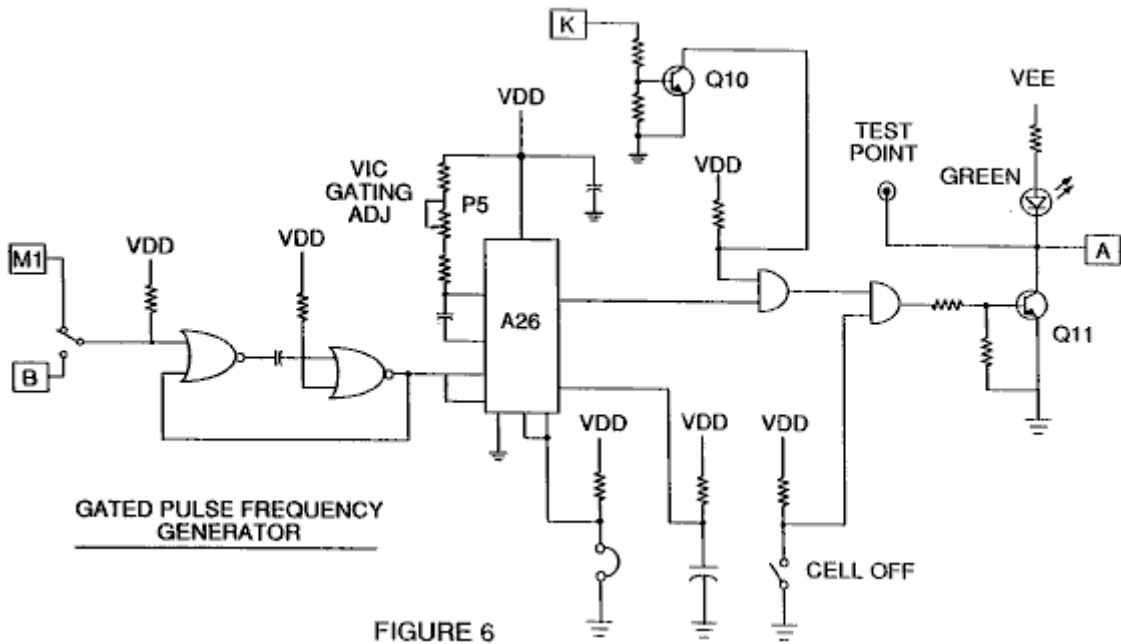 K
Q10
VEE
VDD
TEST
POINT
VDD
GREEN
VIC
GATING
ADJ
P5
VDD
VDD
M1
A
A26
Q11
B
VDD
VDD
VDD
GATED PULSE FREQUENCY
GENERATOR
CELL OFF
FIGURE 6